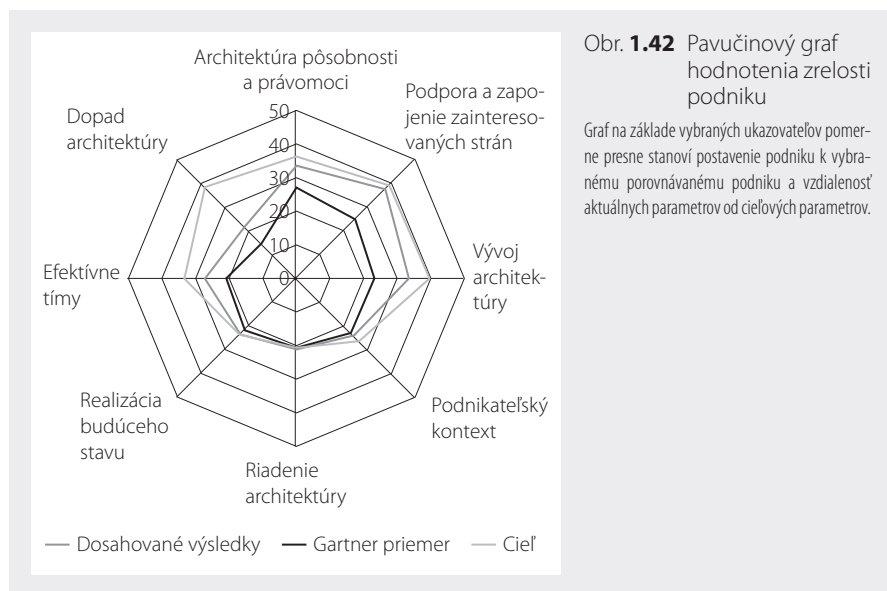 Architektúra pôsobnosti
a právomoci
Podpora a zapo-
jenie zaintereso-
vaných strán
Vývoj
architek-
túry
Podnikateľský
kontext
Riadenie
architektúry
Realizácia
budúceho
stavu
Efektívne
tímy
Dopad
architektúry
50
40
30
20
10
0
Dosahované výsledky
Gartner priemer
Cieľ
Obr. 1.42 Pavučinový graf
hodnotenia zrelosti
podniku
Graf na základe vybraných ukazovateľov pomer-
ne presne stanoví postavenie podniku k vybra-
nému porovnávanému podniku a vzdialenosť
aktuálnych parametrov od cieľových parametrov.